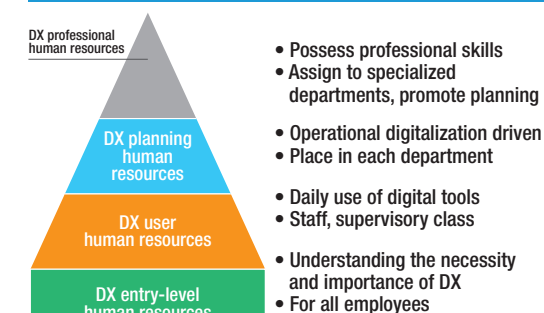 DX professional
human resources
• Possess professional skills
• Assign to specialized
departments, promote planning
DX planning
human
resources
• Operational digitalization driven
• Place in each department
DX user
human resources
• Daily use of digital tools
• Staff, supervisory class
DX entry-level
human resources
• Understanding the necessity
and importance of DX
• For all employees